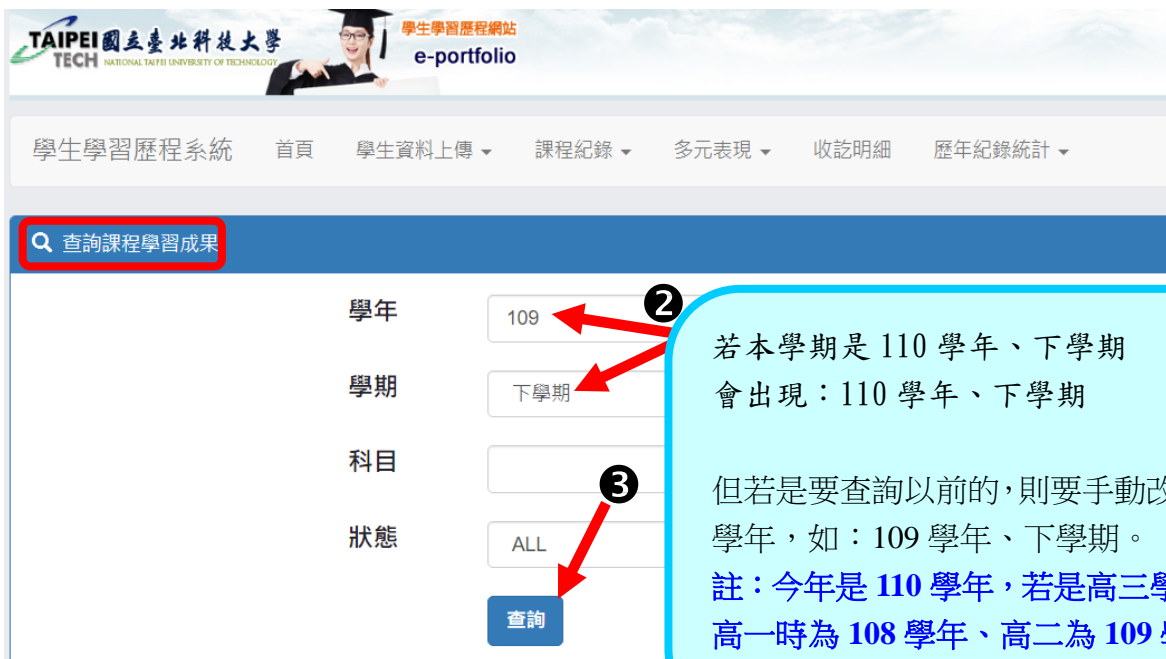 TAIPEI TECH 國立臺北科技大學
NATIONAL TAIPEI UNIVERSITY OF TECHNOLOGY
學生學習歷程網站
e-portfolio
學生學習歷程系統 首頁 學生資料上傳 課程紀錄 多元表現 收訖明細 歷年紀錄統計
查詢課程學習成果
學年 109
❷
學期 下學期
科目
❸
狀態 ALL
查詢
若本學期是 110 學年、下學期
會出現：110 學年、下學期
但若是要查詢以前的，則要手動改
學年，如：109 學年、下學期。
註：今年是 110 學年，若是高三學
高一時為 108 學年、高二為 109 學